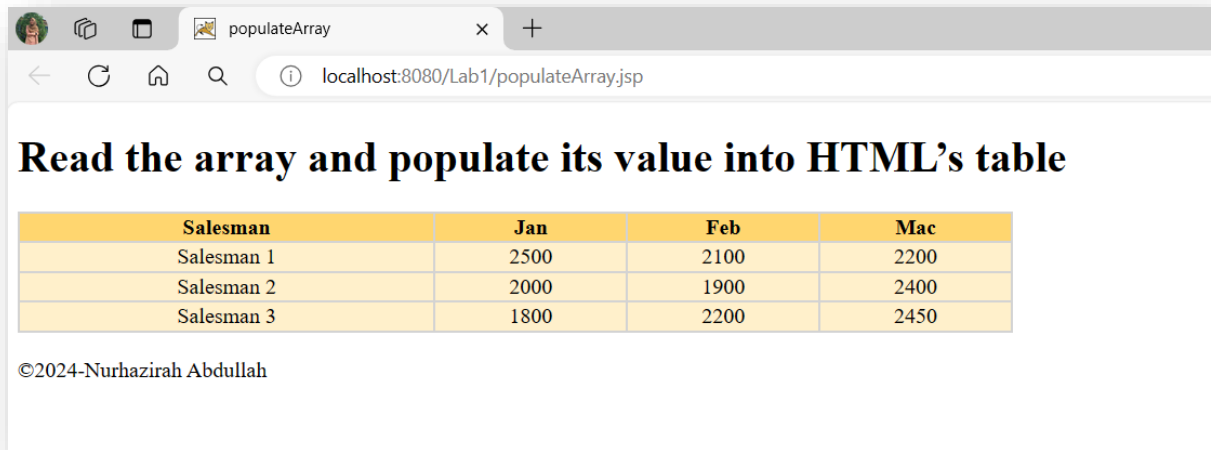 populateArray
localhost:8080/Lab1/populateArray.jsp
Read the array and populate its value into HTML’s table
Salesman Jan Feb Mac
Salesman 1 2500 2100 2200
Salesman 2 2000 1900 2400
Salesman 3 1800 2200 2450
©2024-Nurhazirah Abdullah